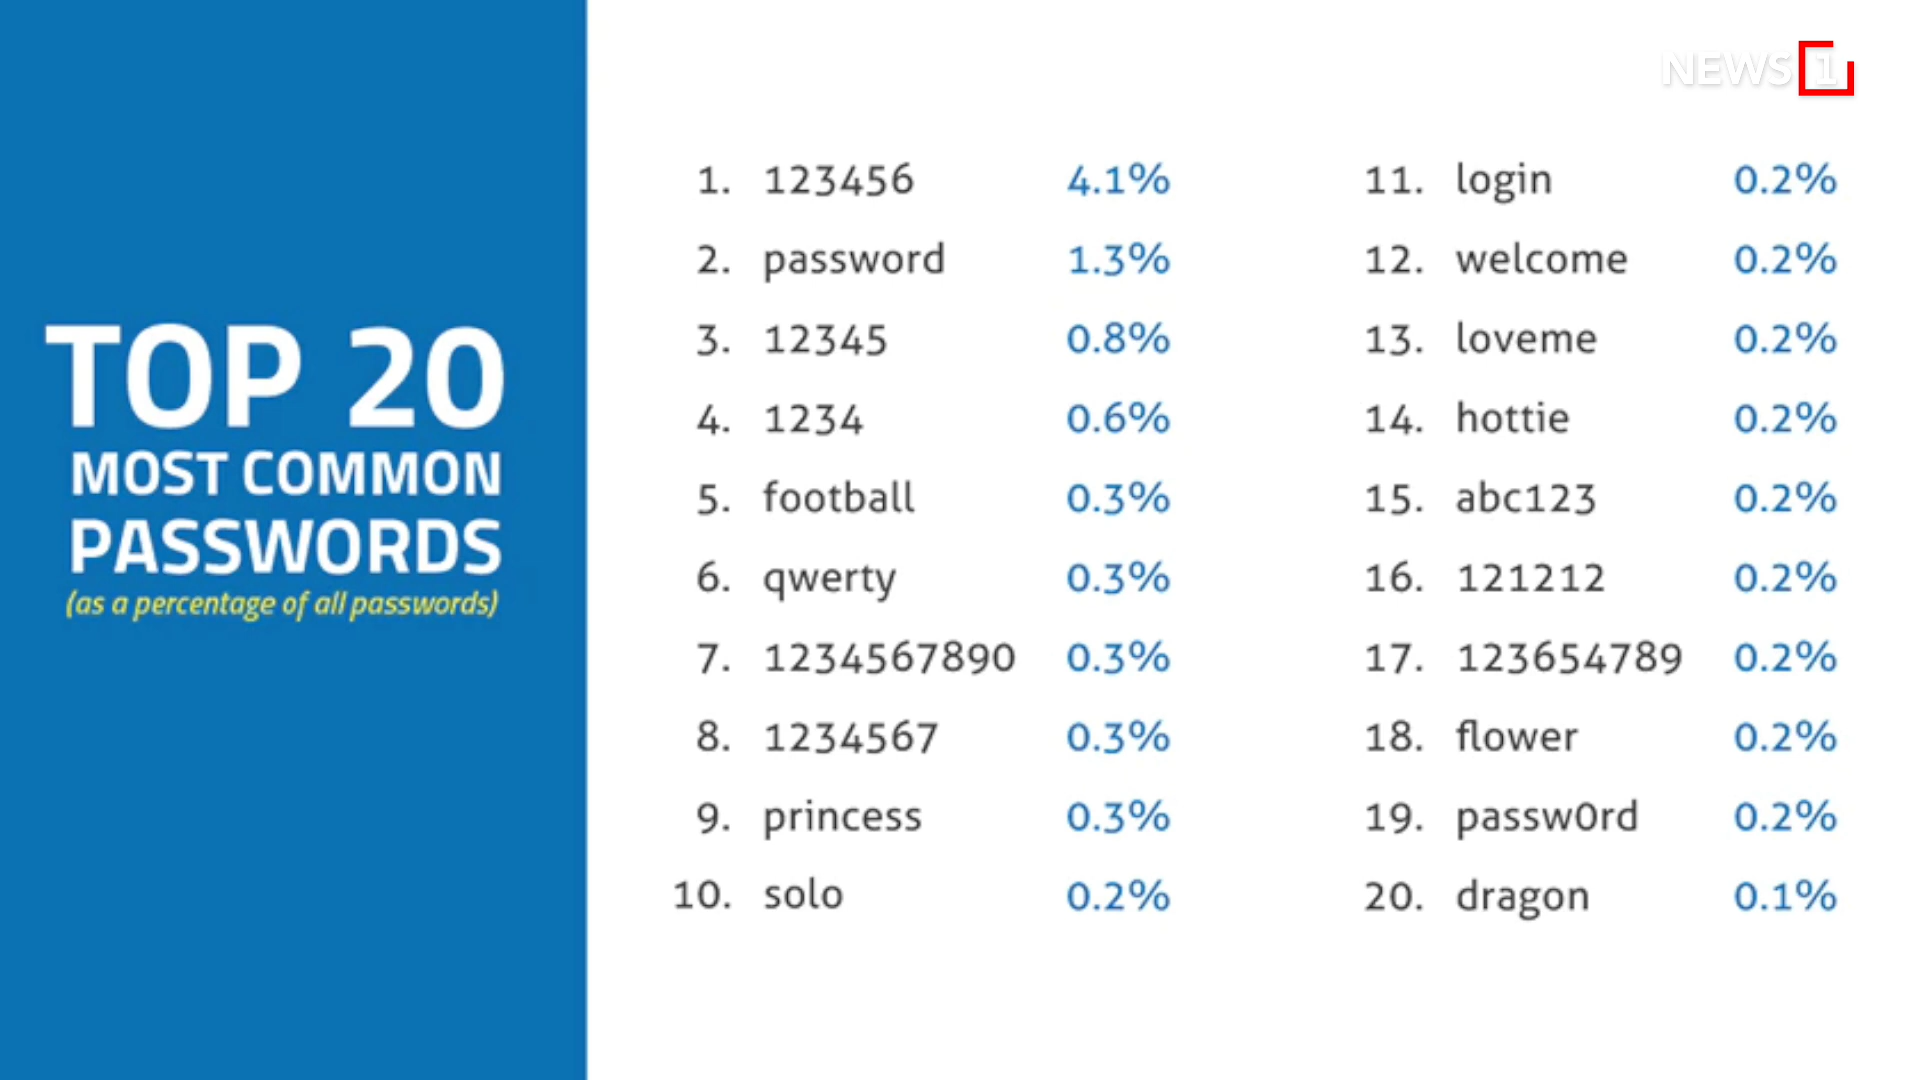 NEWS 1
TOP 20
MOST COMMON
PASSWORDS
(as a percentage of all passwords)
1. 123456 4.1%
2. password 1.3%
3. 12345 0.8%
4. 1234 0.6%
5. football 0.3%
6. qwerty 0.3%
7. 1234567890 0.3%
8. 1234567 0.3%
9. princess 0.3%
10. solo 0.2%
11. login 0.2%
12. welcome 0.2%
13. loveme 0.2%
14. hottie 0.2%
15. abc123 0.2%
16. 121212 0.2%
17. 123654789 0.2%
18. flower 0.2%
19. passw0rd 0.2%
20. dragon 0.1%